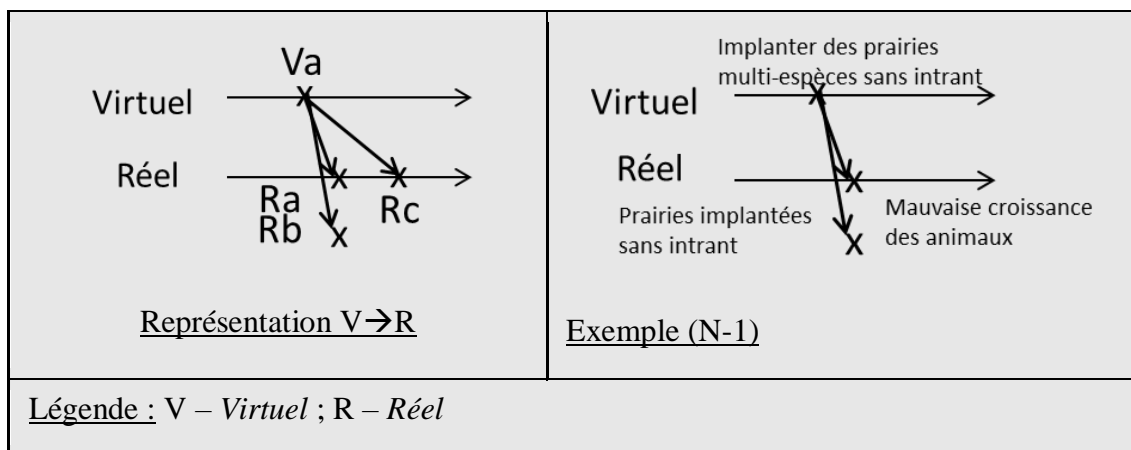 Va
Virtuel
Réel
Ra
Rb
Rc
Représentation V→R
Implanter des prairies
multi-espèces sans intrant
Virtuel
Réel
Prairies implantées
sans intrant
Mauvaise croissance
des animaux
Exemple (N-1)
Légende : V – Virtuel ; R – Réel